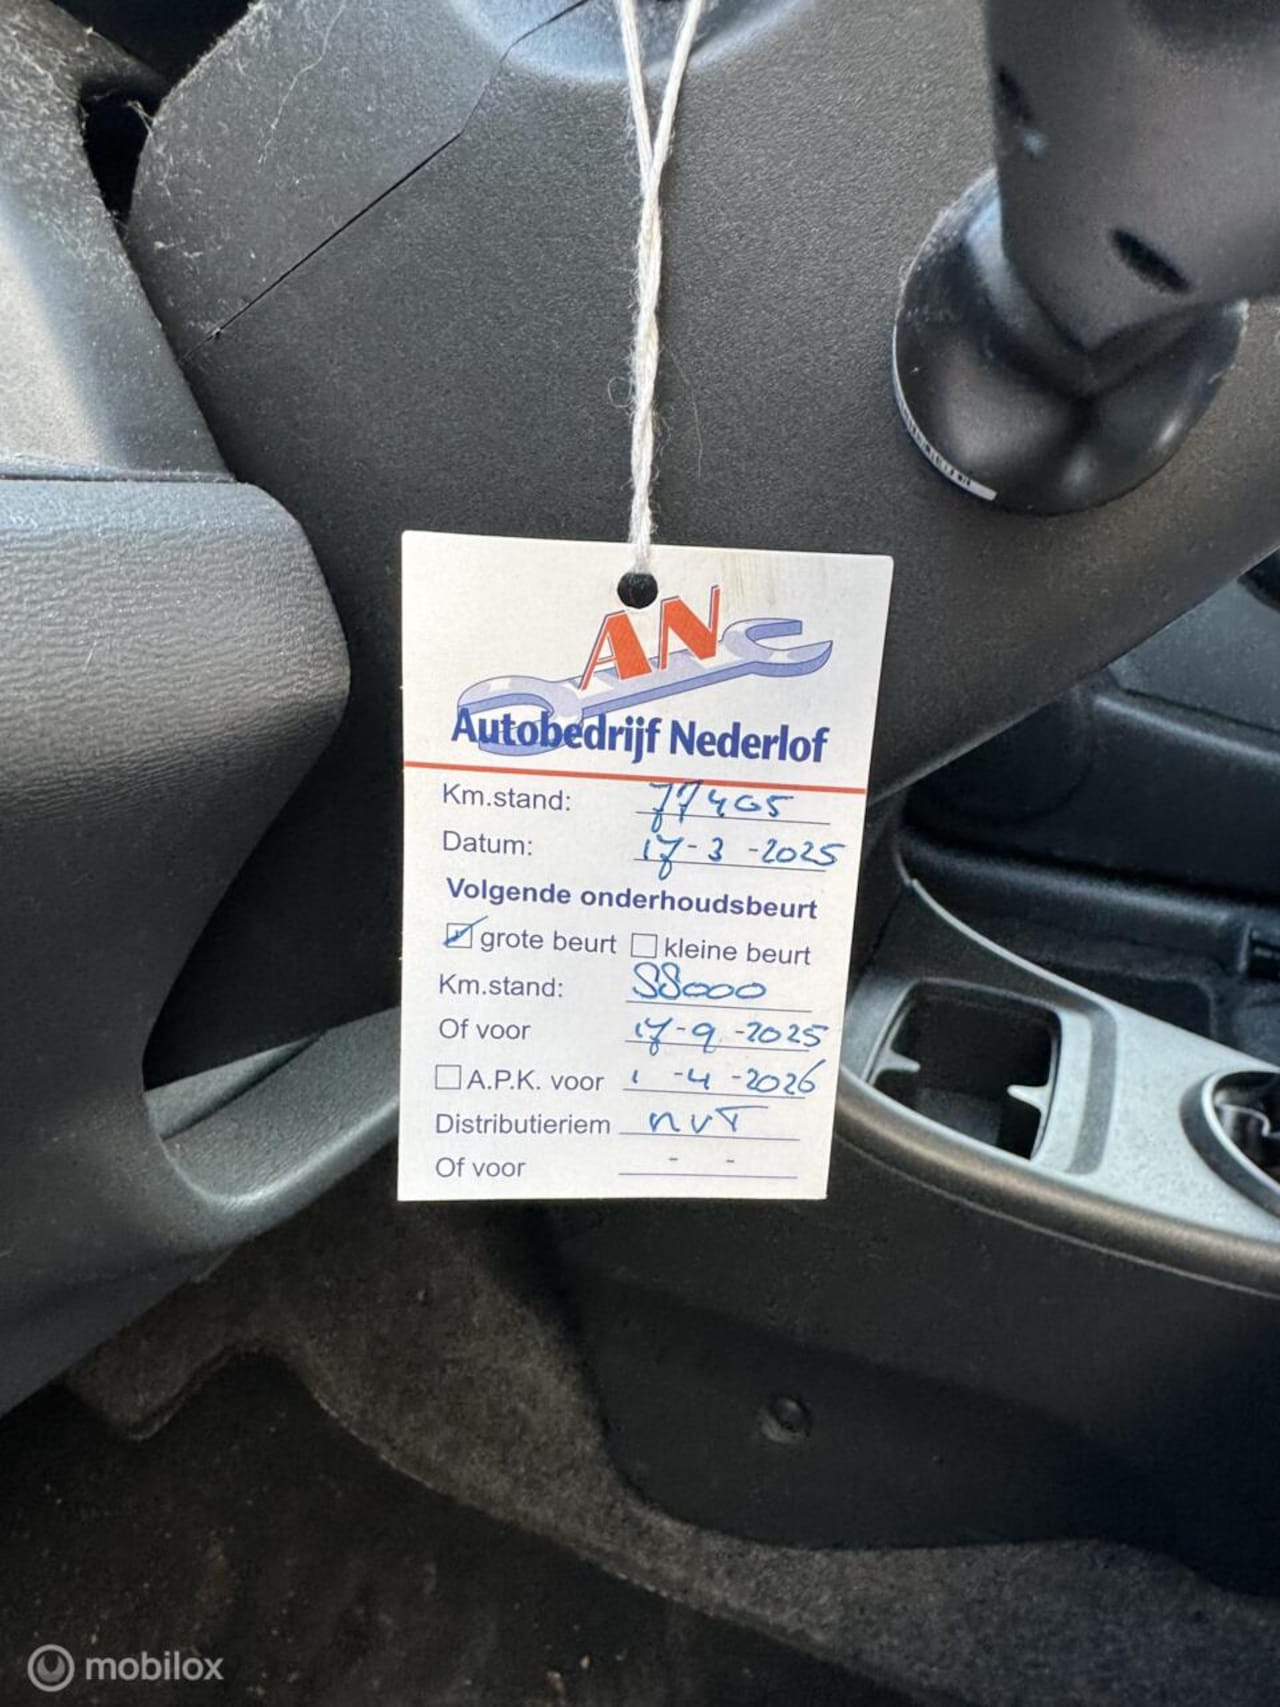 AN
Autobedrijf Nederlof
Km.stand: 77405
Datum: 17-3-2025
Volgende onderhoudsbeurt
grote beurt kleine beurt
Km.stand: 88000
Of voor 17-9-2025
A.P.K. voor 1-4-2026
Distributieriem nvT
Of voor - -
mobilox